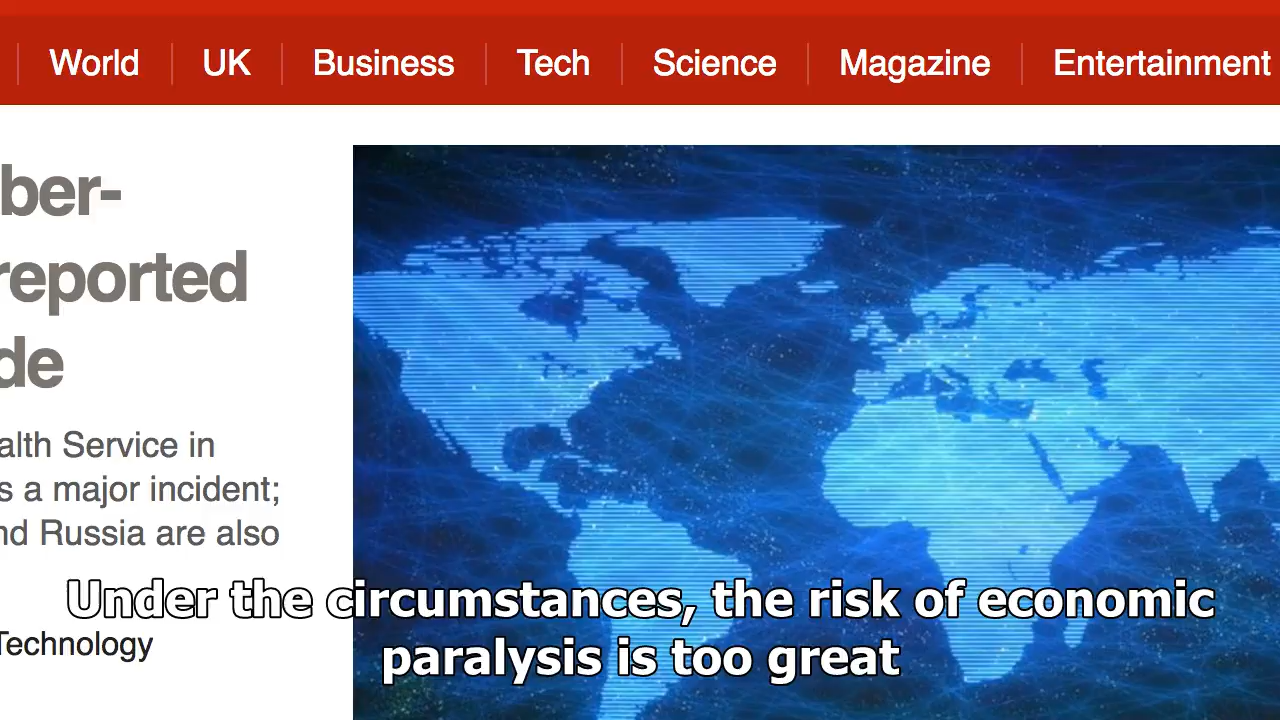 World UK Business Tech Science Magazine Entertainment
ber-
reported
de
alth Service in
s a major incident;
nd Russia are also
Technology
Under the circumstances, the risk of economic
paralysis is too great